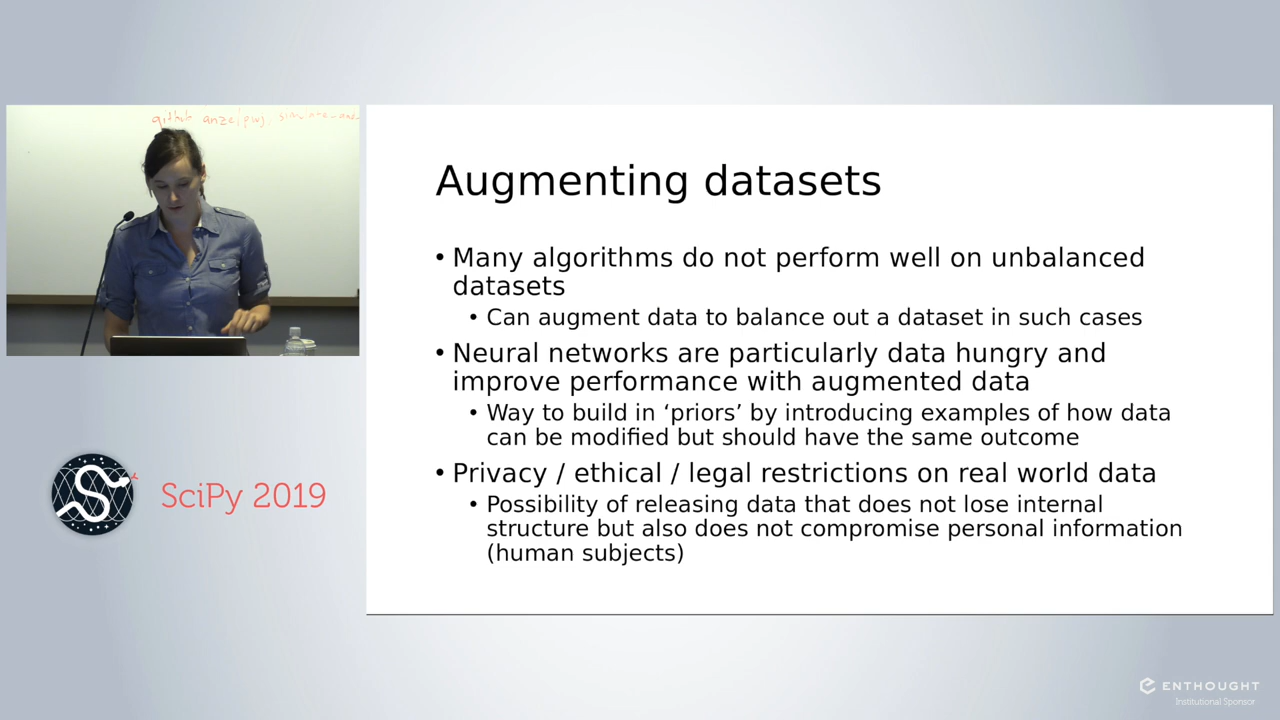 github
Augmenting datasets
• Many algorithms do not perform well on unbalanced
datasets
• Can augment data to balance out a dataset in such cases
• Neural networks are particularly data hungry and
improve performance with augmented data
• Way to build in ‘priors’ by introducing examples of how data
can be modified but should have the same outcome
• Privacy / ethical / legal restrictions on real world data
• Possibility of releasing data that does not lose internal
structure but also does not compromise personal information
(human subjects)
SciPy 2019
ENTHOUGHT
Institutional Sponsor